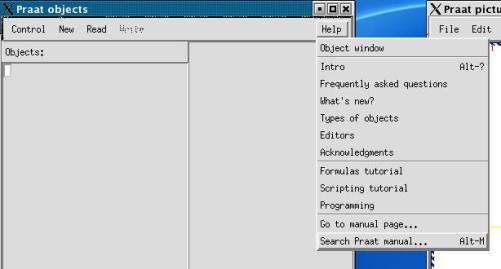 Praat objects
Praat pictu
Control New Read Write Help
File Edit
Objects:
Object window
Intro Alt-?
Frequently asked questions
What's new?
Types of objects
Editors
Acknowledgments
Formulas tutorial
Scripting tutorial
Programming
Go to manual page...
Search Praat manual... Alt-M